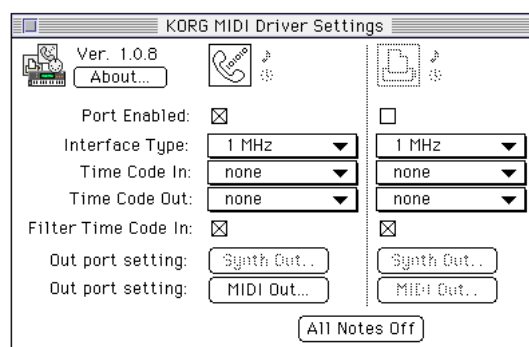 KORG MIDI Driver Settings
Ver. 1.0.8
About...
Port Enabled:
Interface Type: 1 MHz 1 MHz
Time Code In: none none
Time Code Out: none none
Filter Time Code In:
Out port setting: Synth Out.. Synth Out..
Out port setting: MIDI Out... MIDI Out..
All Notes Off